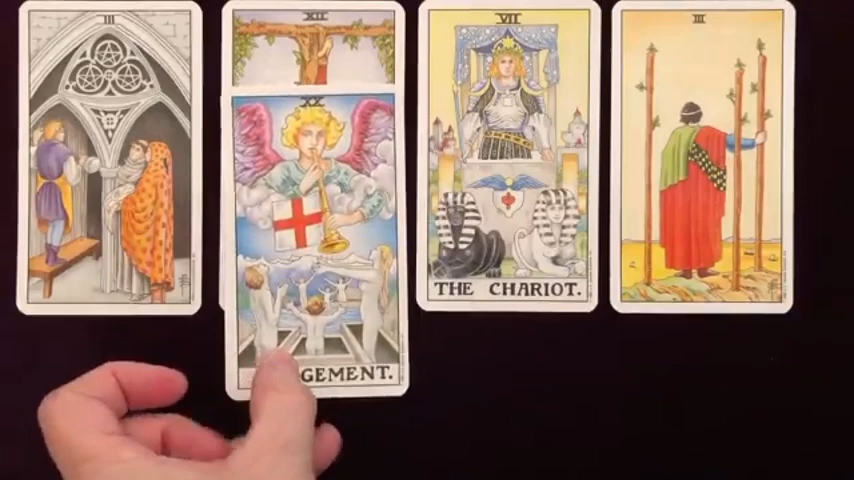 III
XII
XX
GEMENT.
VII
THE CHARIOT.
III